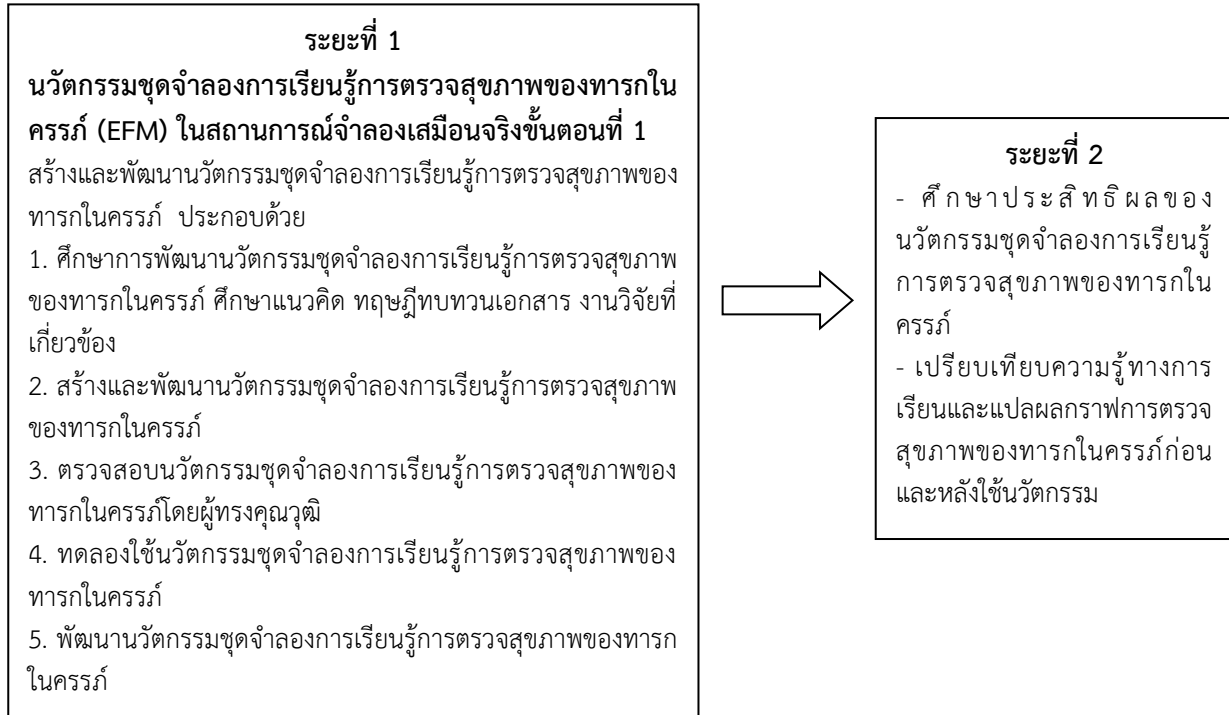 ระยะที่ 1
นวัตกรรมชุดจำลองการเรียนรู้การตรวจสุขภาพของทารกใน
ครรภ์ (EFM) ในสถานการณ์จำลองเสมือนจริงขั้นตอนที่ 1
สร้างและพัฒนานวัตกรรมชุดจำลองการเรียนรู้การตรวจสุขภาพของ
ทารกในครรภ์ ประกอบด้วย
1. ศึกษาการพัฒนานวัตกรรมชุดจำลองการเรียนรู้การตรวจสุขภาพ
ของทารกในครรภ์ ศึกษาแนวคิด ทฤษฎีทบทวนเอกสาร งานวิจัยที่
เกี่ยวข้อง
2. สร้างและพัฒนานวัตกรรมชุดจำลองการเรียนรู้การตรวจสุขภาพ
ของทารกในครรภ์
3. ตรวจสอบนวัตกรรมชุดจำลองการเรียนรู้การตรวจสุขภาพของ
ทารกในครรภ์โดยผู้ทรงคุณวุฒิ
4. ทดลองใช้นวัตกรรมชุดจำลองการเรียนรู้การตรวจสุขภาพของ
ทารกในครรภ์
5. พัฒนานวัตกรรมชุดจำลองการเรียนรู้การตรวจสุขภาพของทารก
ในครรภ์
ระยะที่ 2
- ศึกษาประสิทธิผลของ
นวัตกรรมชุดจำลองการเรียนรู้
การตรวจสุขภาพของทารกใน
ครรภ์
- เปรียบเทียบความรู้ทางการ
เรียนและแปลผลกราฟการตรวจ
สุขภาพของทารกในครรภ์ก่อน
และหลังใช้นวัตกรรม